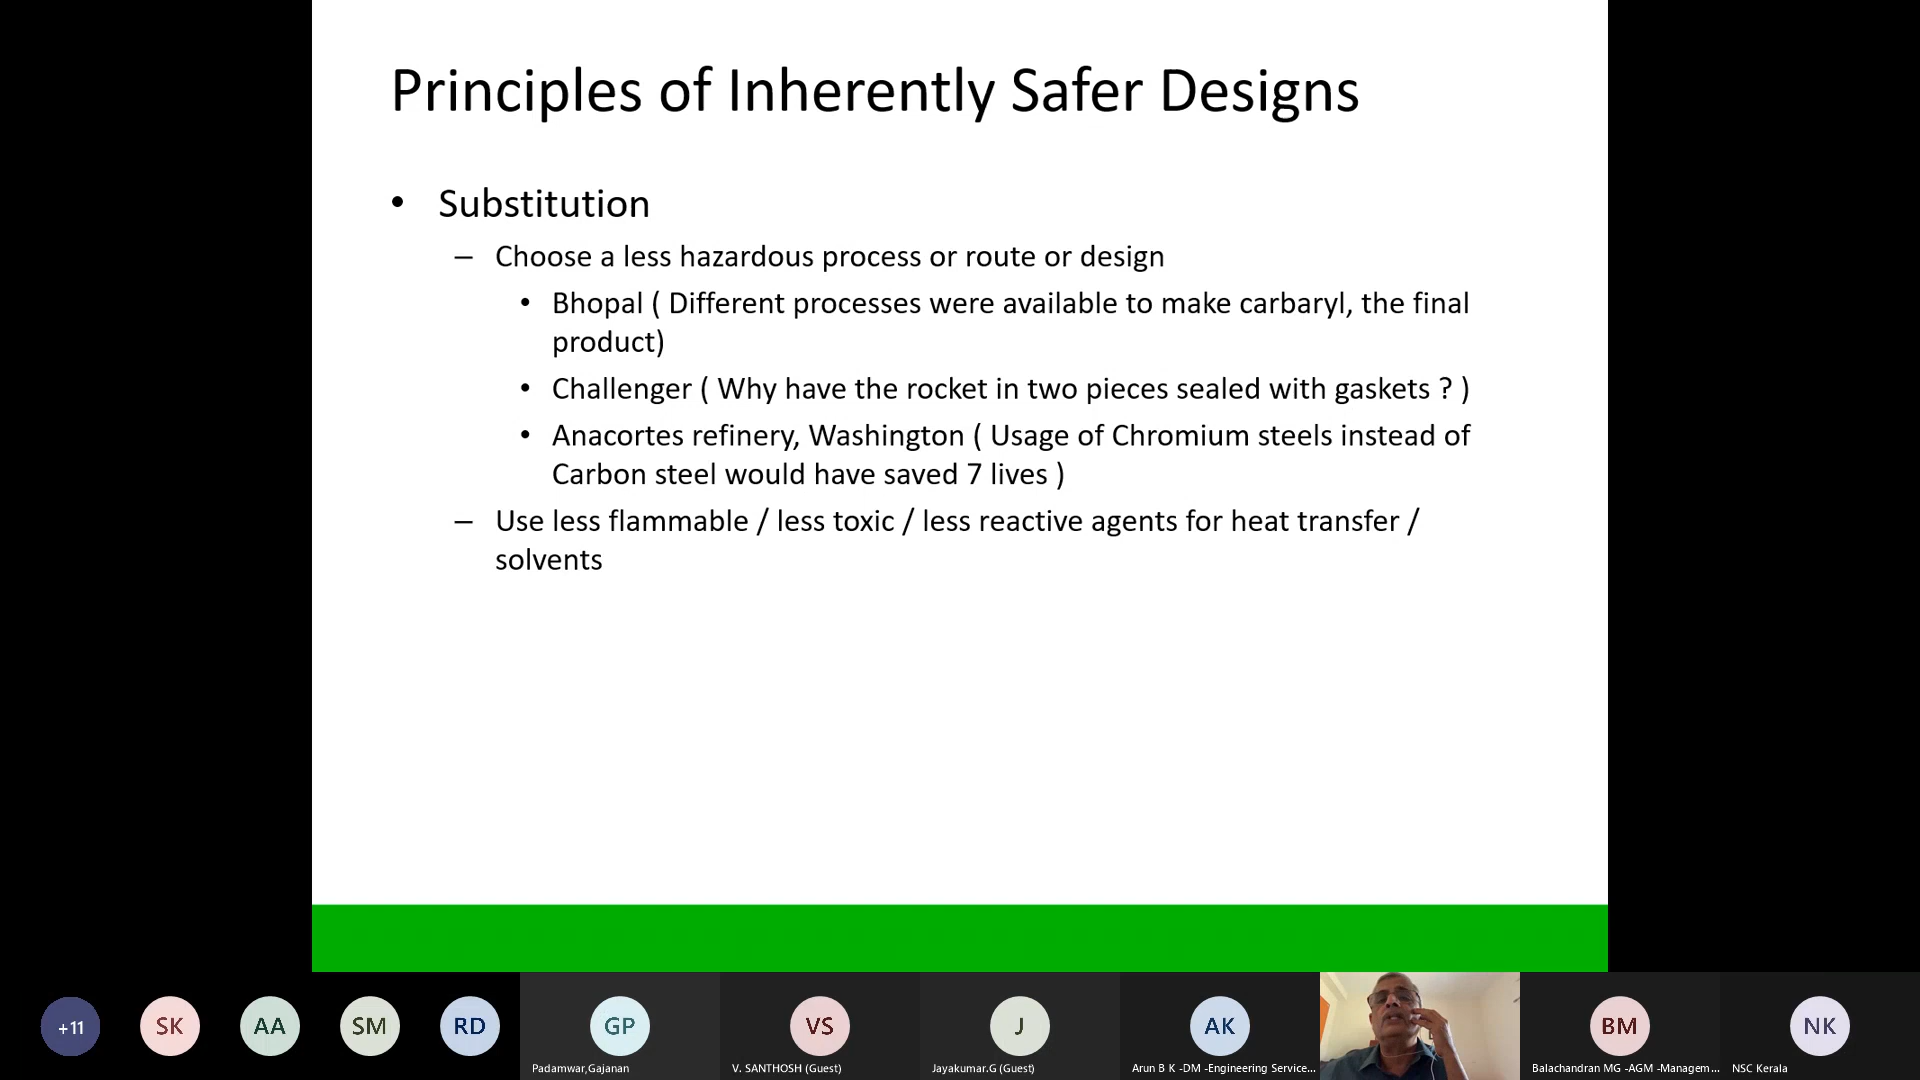 Principles of Inherently Safer Designs
• Substitution
– Choose a less hazardous process or route or design
• Bhopal ( Different processes were available to make carbaryl, the final
product)
• Challenger ( Why have the rocket in two pieces sealed with gaskets ? )
• Anacortes refinery, Washington ( Usage of Chromium steels instead of
Carbon steel would have saved 7 lives )
– Use less flammable / less toxic / less reactive agents for heat transfer /
solvents
+11 SK AA SM RD GP VS J AK BM NK
Padamwar,Gajanan V. SANTHOSH (Guest) Jayakumar.G (Guest) Arun B K -DM -Engineering Service... Balachandran MG -AGM -Managem... NSC Kerala